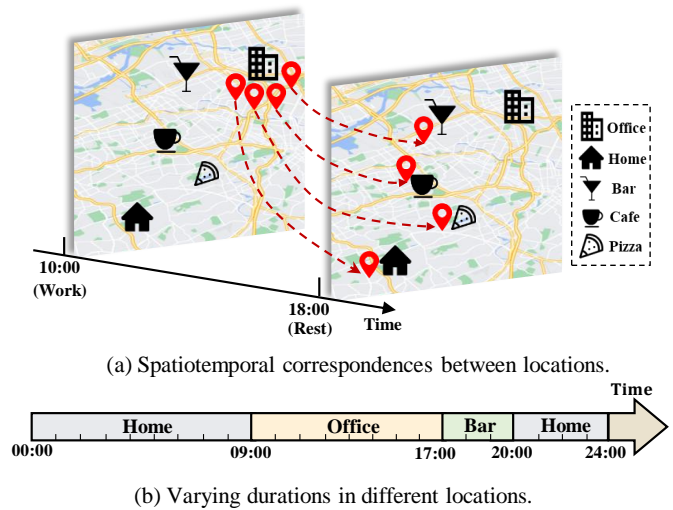 Office
Home
Bar
Cafe
Pizza
10:00
(Work)
18:00
(Rest)
Time
(a) Spatiotemporal correspondences between locations.
Time
Home Office Bar Home
00:00 09:00 17:00 20:00 24:00
(b) Varying durations in different locations.